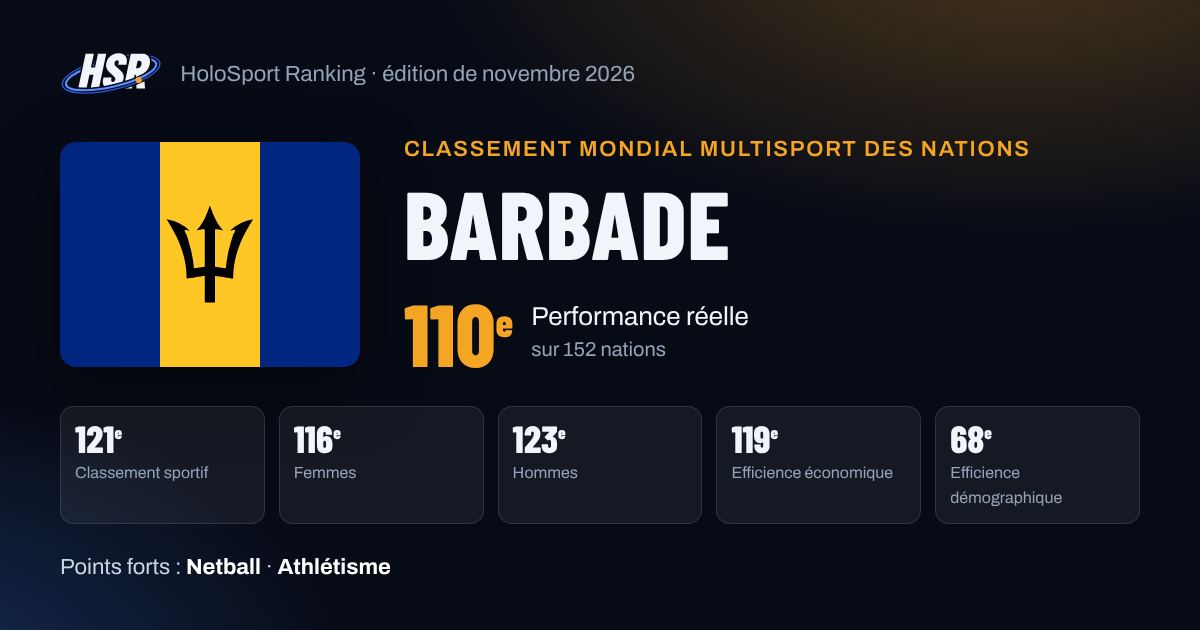 HSR
HoloSport Ranking · édition de novembre 2026
CLASSEMENT MONDIAL MULTISPORT DES NATIONS
BARBADE
110e
Performance réelle
sur 152 nations
121e
Classement sportif
116e
Femmes
123e
Hommes
119e
Efficience économique
68e
Efficience
démographique
Points forts : Netball · Athlétisme